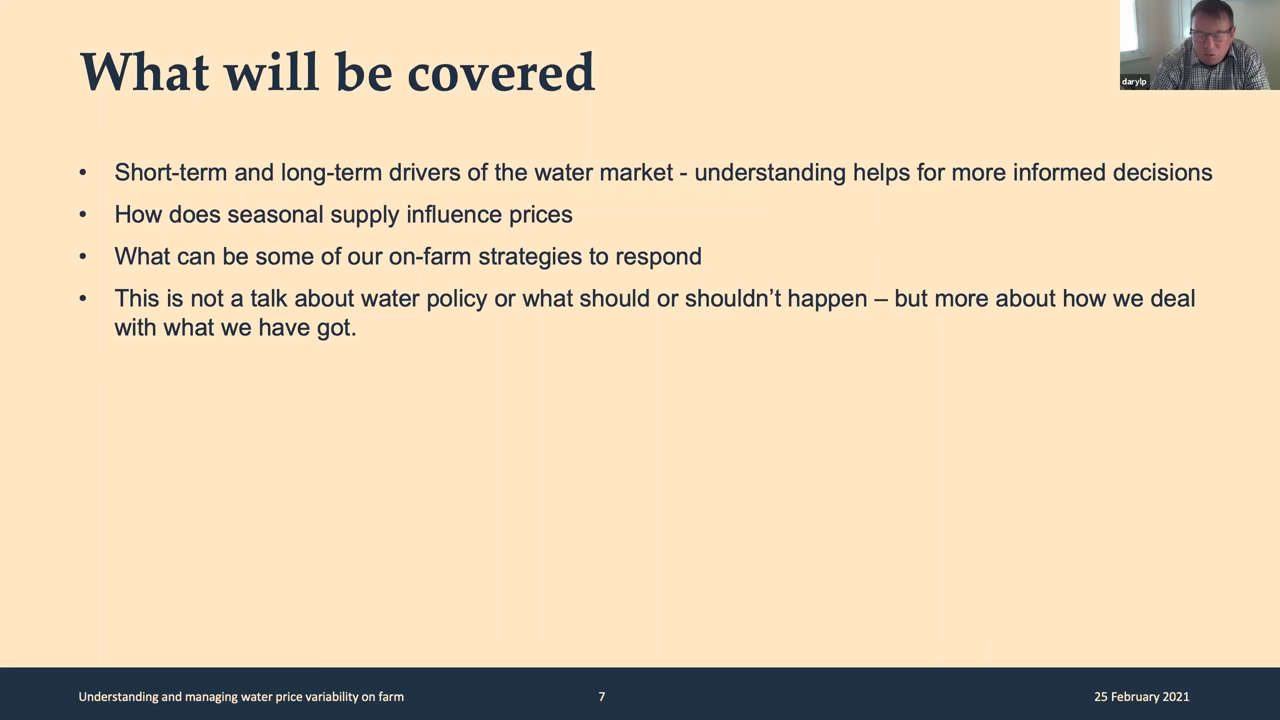 What will be covered
darylp
• Short-term and long-term drivers of the water market - understanding helps for more informed decisions
• How does seasonal supply influence prices
• What can be some of our on-farm strategies to respond
• This is not a talk about water policy or what should or shouldn’t happen – but more about how we deal
with what we have got.
Understanding and managing water price variability on farm
7
25 February 2021